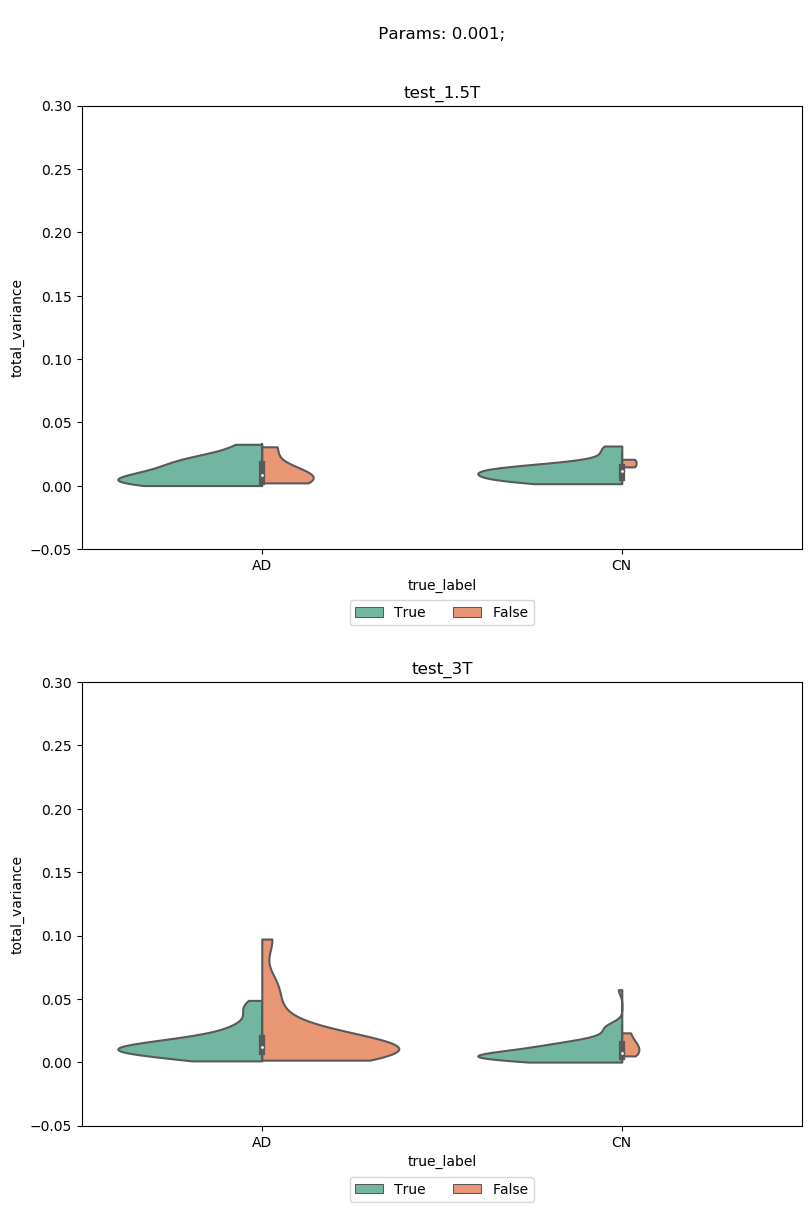 Params: 0.001;
test_1.5T
0.30
0.25
0.20
0.15
0.10
0.05
0.00
−0.05
total_variance
AD CN
true_label
True False
test_3T
0.30
0.25
0.20
0.15
0.10
0.05
0.00
−0.05
total_variance
AD CN
true_label
True False